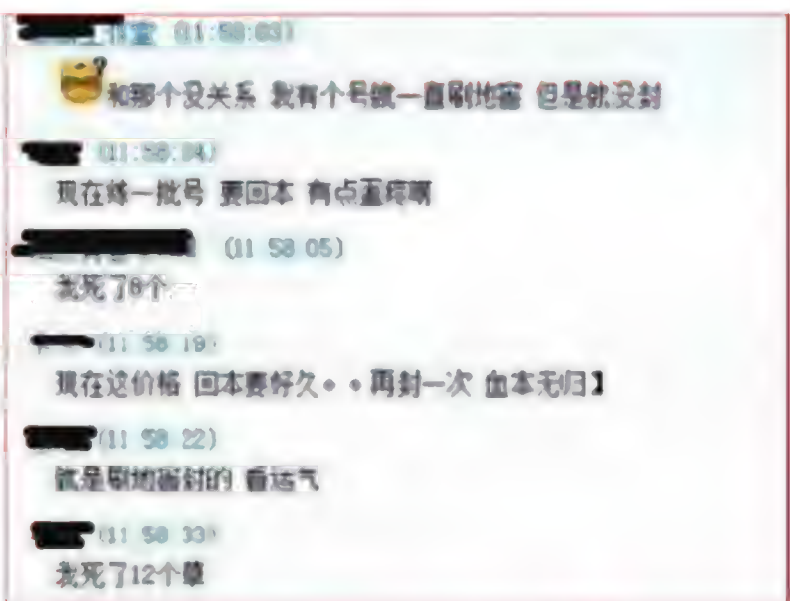 (11:58:03)
和那个没关系 我有个号就一直刷地窖 但是就没封
(11:58:04)
现在练一批号 要回本 有点蛋疼啊
(11 58 05)
我死了8个
(11 58 19)
现在这价格 回本要好久。。再封一次 血本无归】
(11 58 22)
就是刷地窖封的 看运气
(11 58 33)
我死了12个